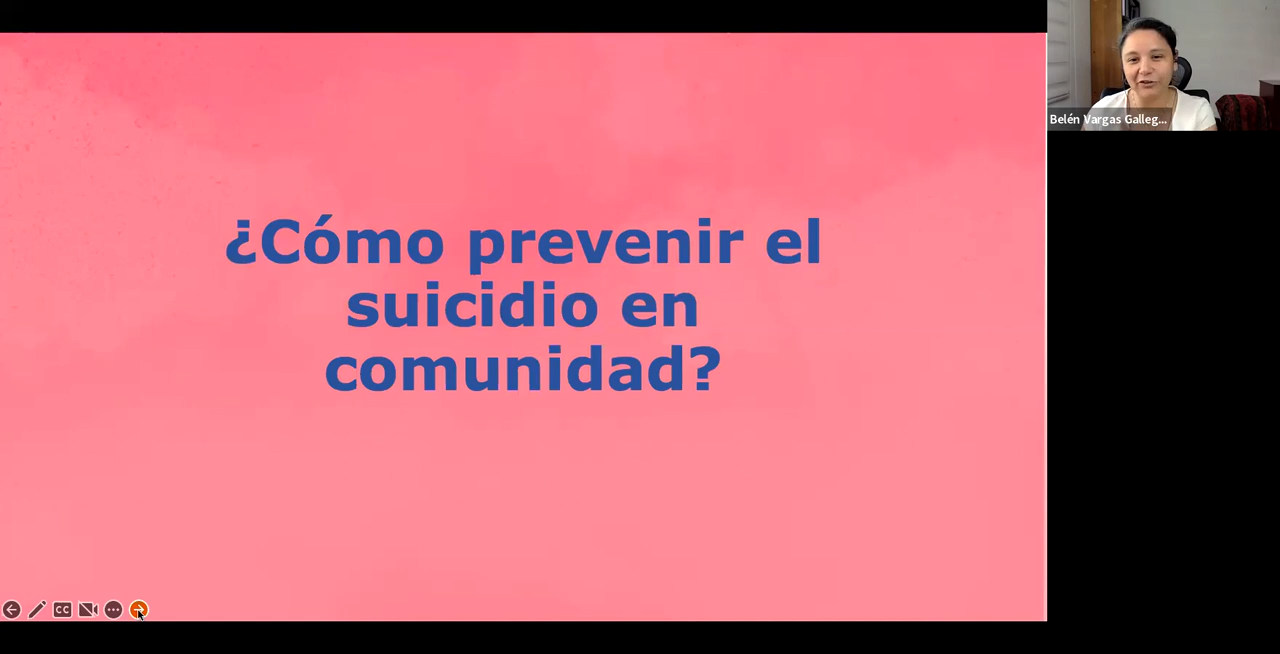 ¿Cómo prevenir el
suicidio en
comunidad?
Belén Vargas Galleg...
CC